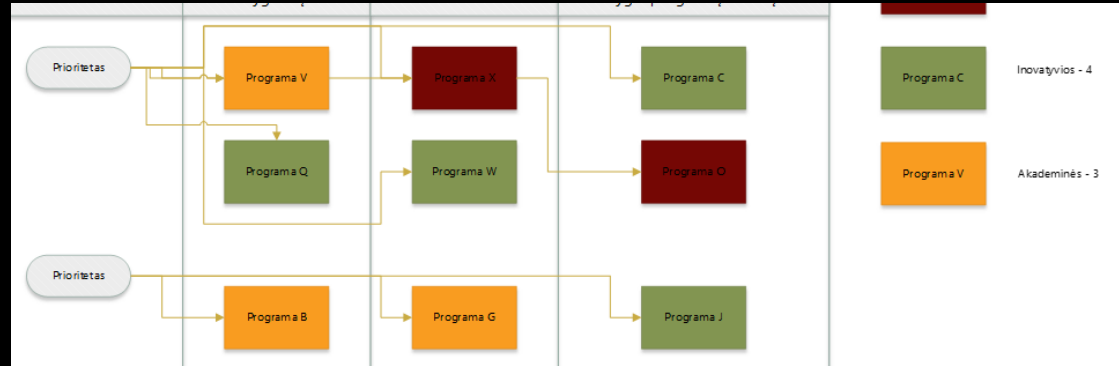 Prioritetas
Programa V
Programa X
Programa C
Programa C
Inovatyvios - 4
Programa Q
Programa W
Programa O
Programa V
Akademinės - 3
Prioritetas
Programa B
Programa G
Programa J